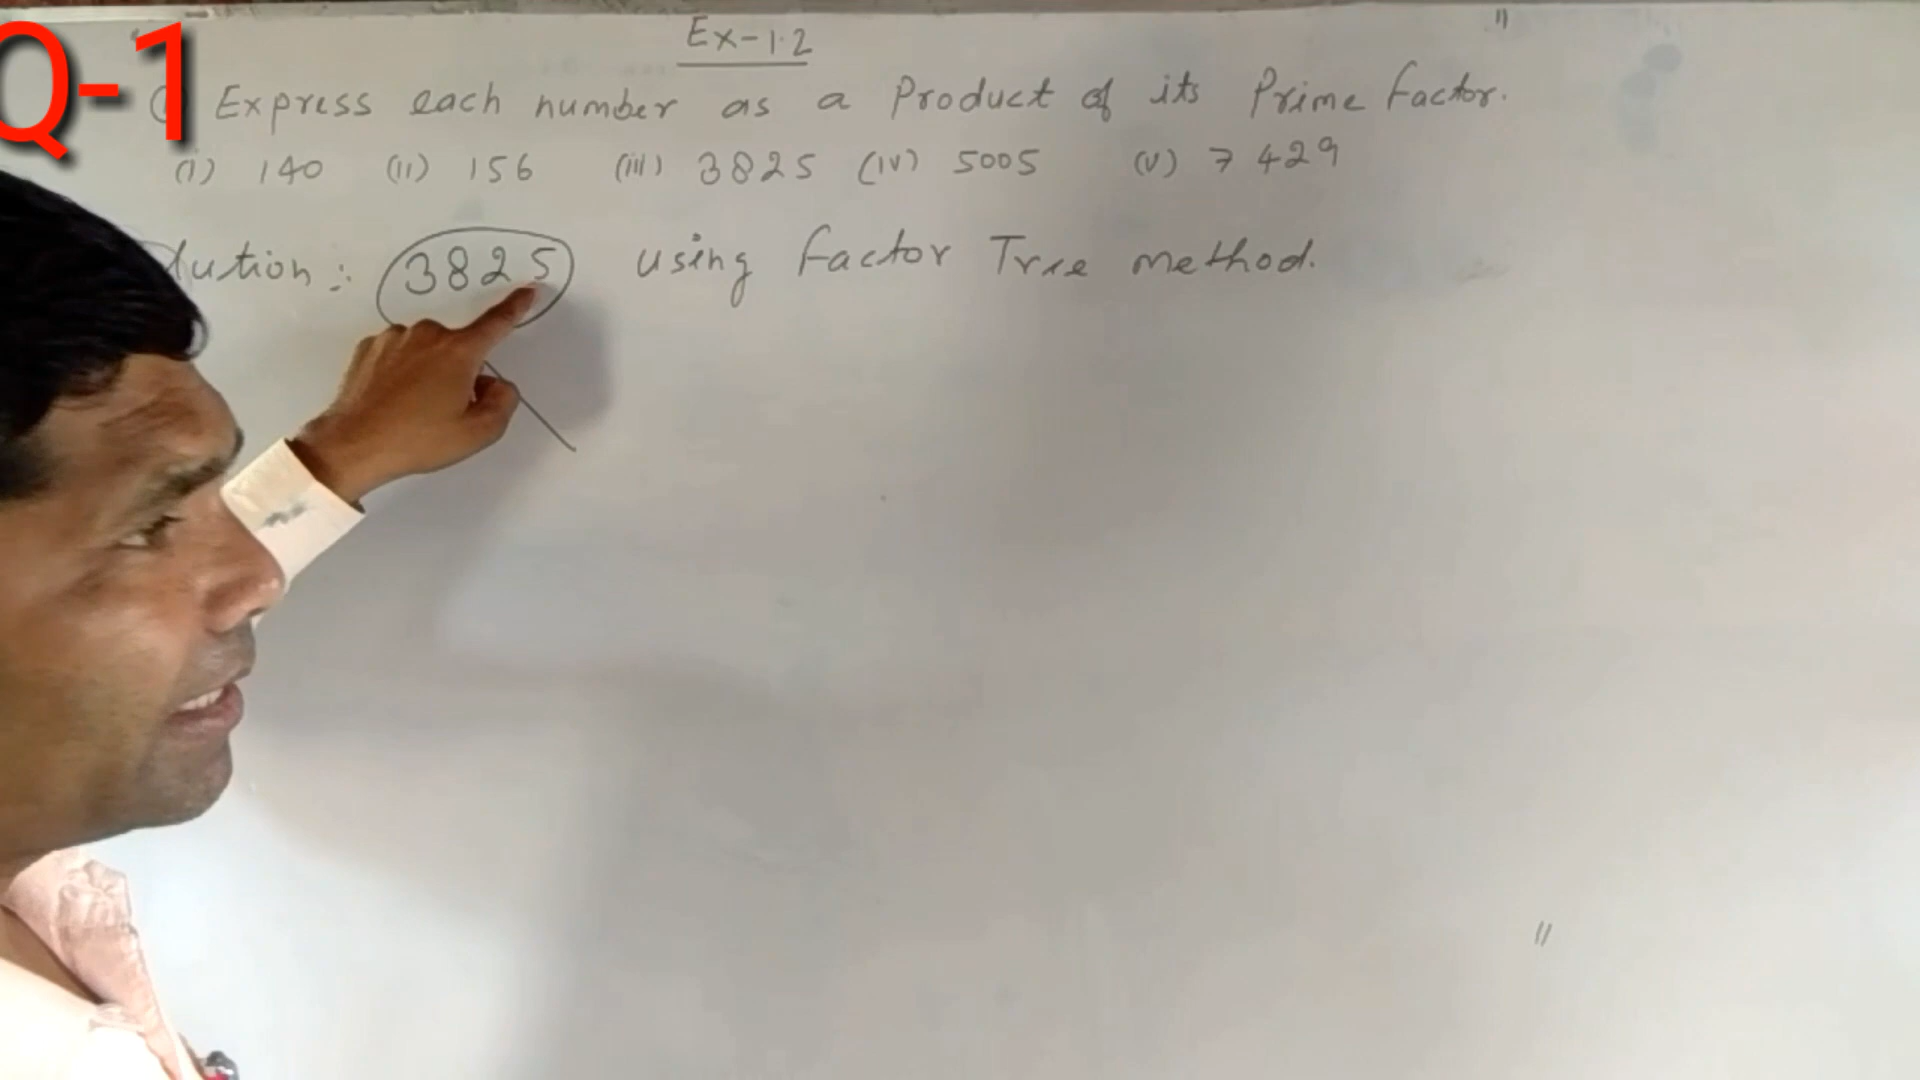 Ex-1.2
Q-1 Express each number as a Product of its Prime factor.
(i) 140 (ii) 156 (iii) 3825 (iv) 5005 (v) 7429
lution: 3825 using factor Tree method.